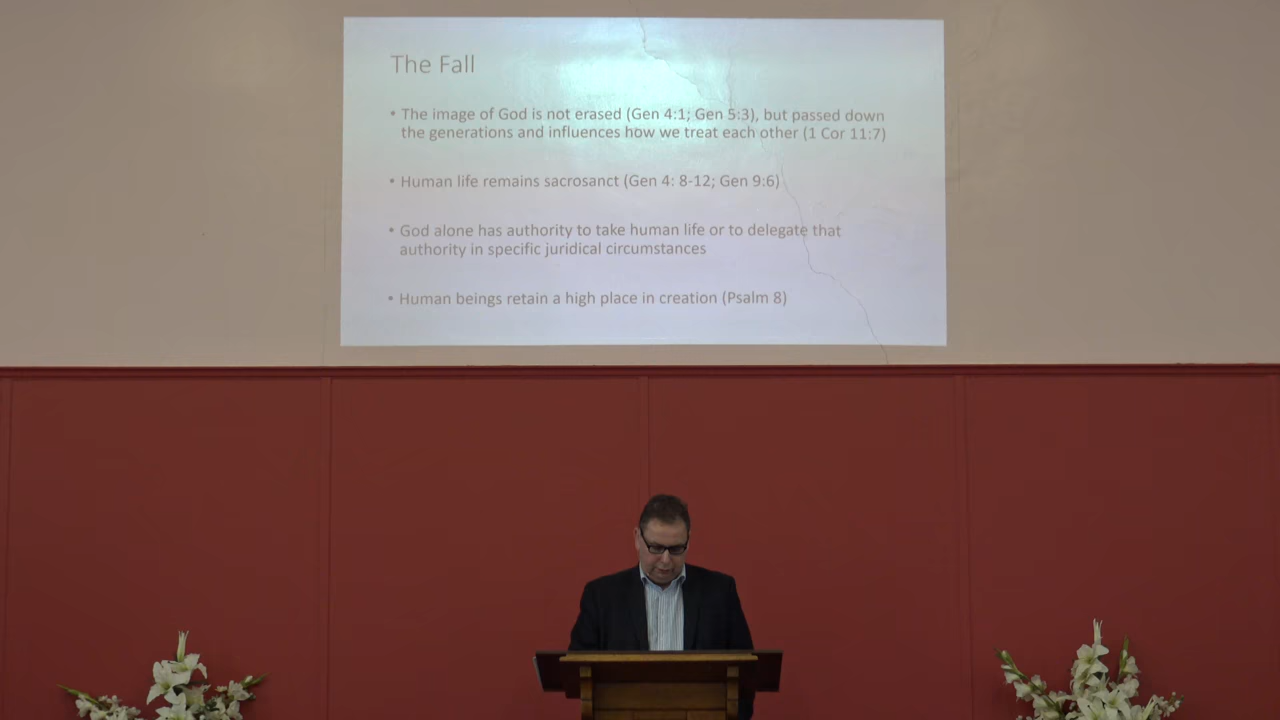 The Fall
• The image of God is not erased (Gen 4:1; Gen 5:3), but passed down
the generations and influences how we treat each other (1 Cor 11:7)
• Human life remains sacrosanct (Gen 4: 8-12; Gen 9:6)
• God alone has authority to take human life or to delegate that
authority in specific juridical circumstances
• Human beings retain a high place in creation (Psalm 8)